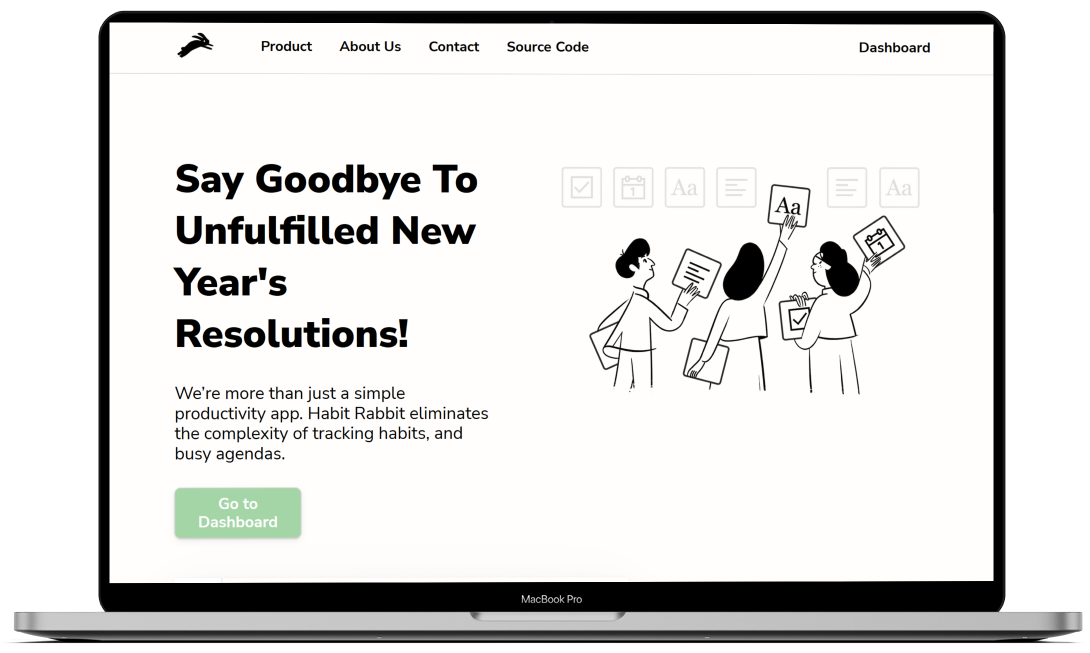 Product About Us Contact Source Code Dashboard
Say Goodbye To
Unfulfilled New
Year's
Resolutions!
We're more than just a simple
productivity app. Habit Rabbit eliminates
the complexity of tracking habits, and
busy agendas.
Go to
Dashboard
1 Aa Aa
Aa
1
MacBook Pro